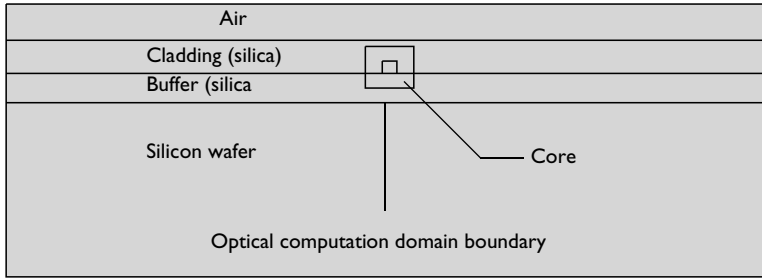 Air
Cladding (silica)
Buffer (silica
Silicon wafer
Core
Optical computation domain boundary